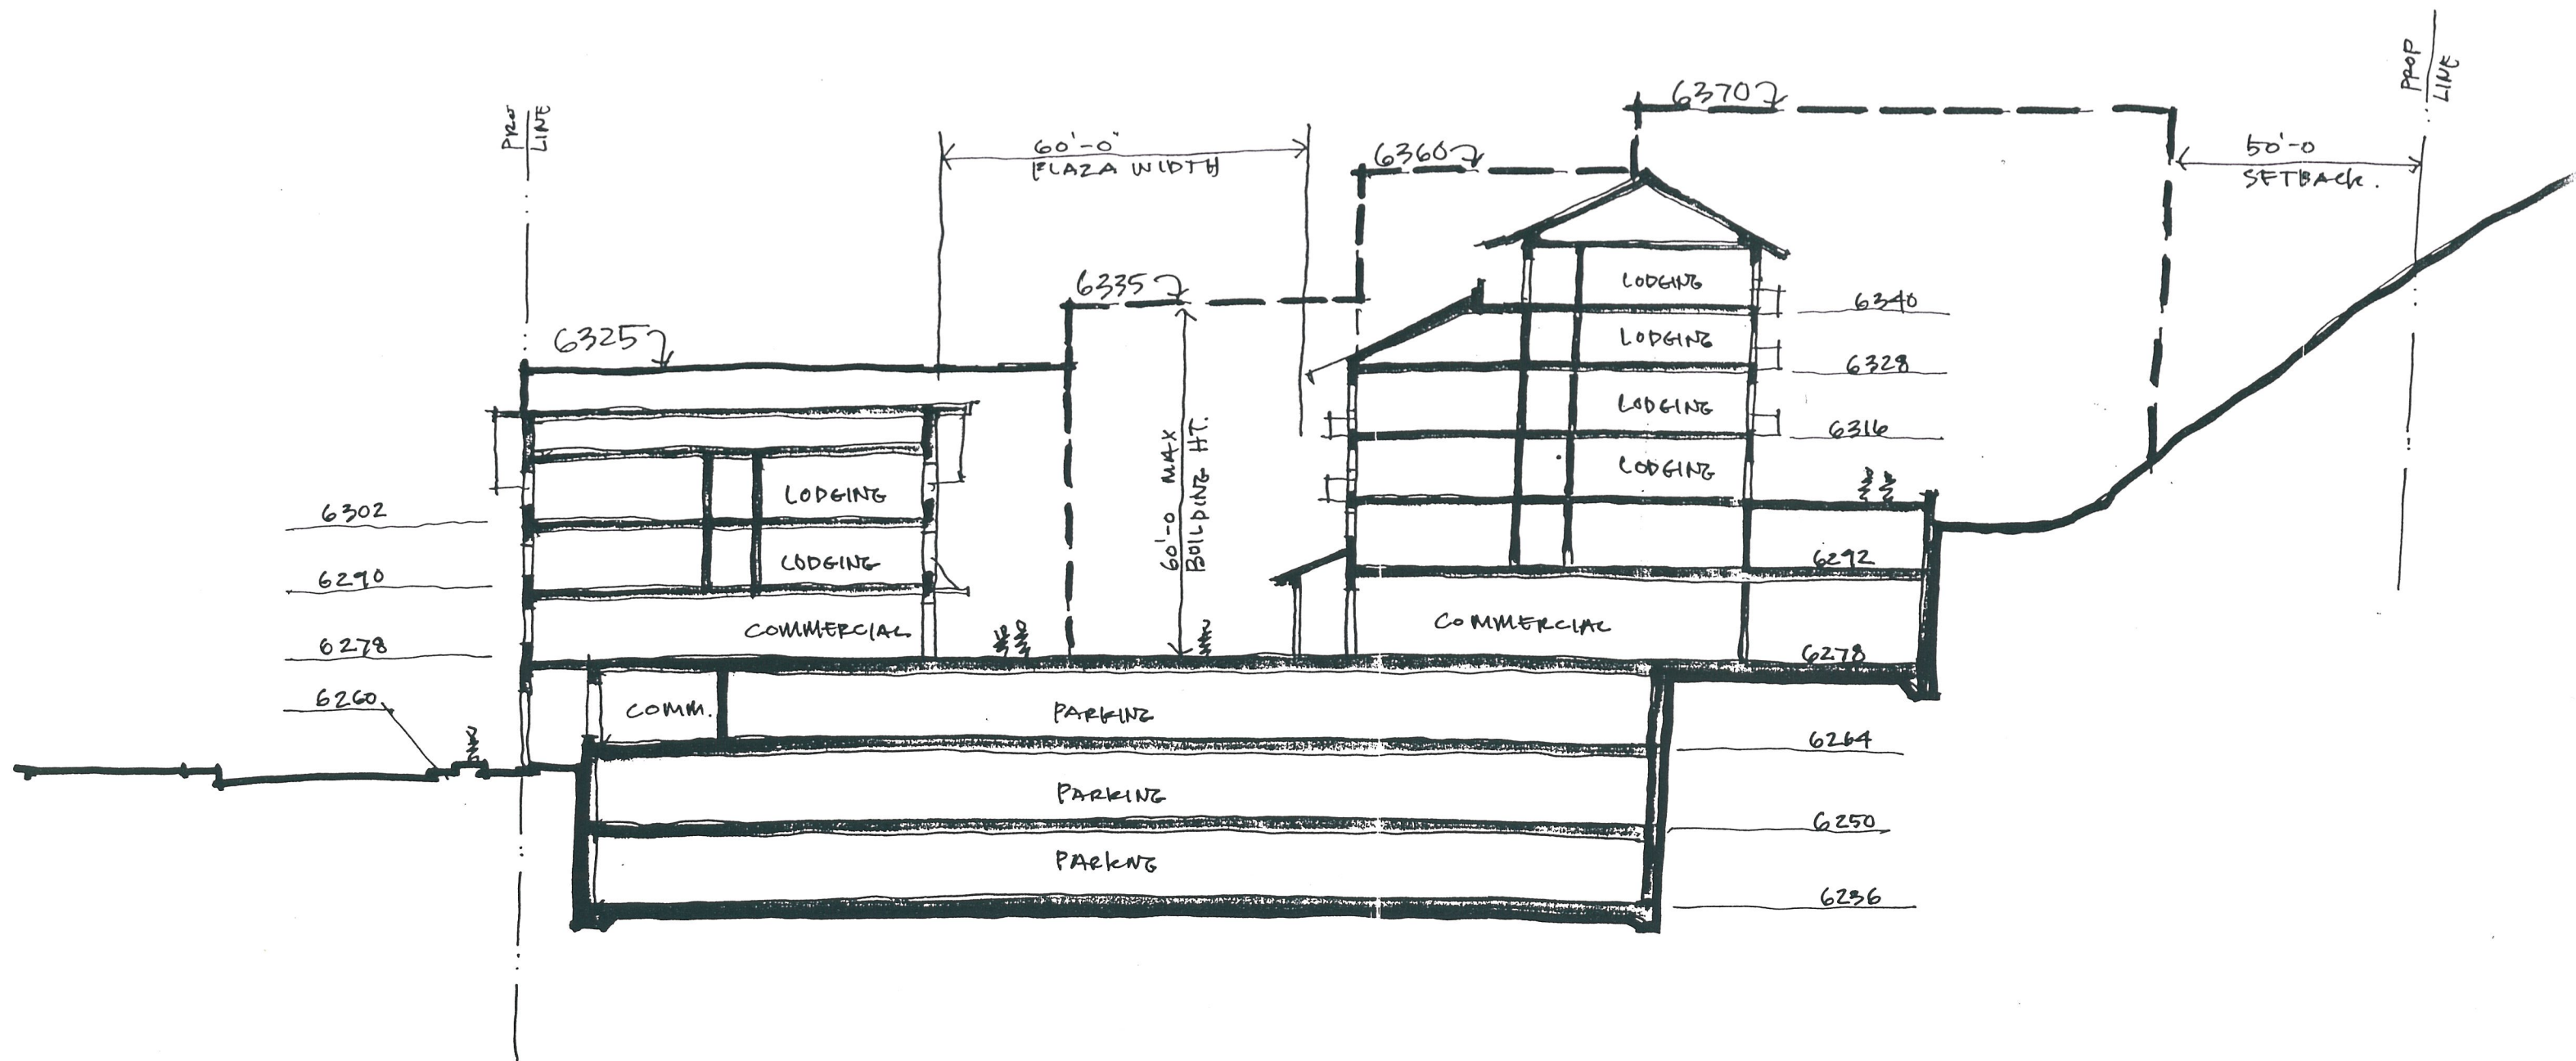 PRO
LINE
PROP
LINE
6370
60'-0"
PLAZA WIDTH
6360
50'-0
SETBACK.
6335
6325
LODGING
6340
LODGING
6328
LODGING
6316
LODGING
60'-0 MAX
BUILDING HT.
LODGING
6302
LODGING
6292
6290
COMMERCIAL
COMMERCIAL
6278
6278
6260
COMM.
PARKING
6264
PARKING
6250
PARKNG
6236